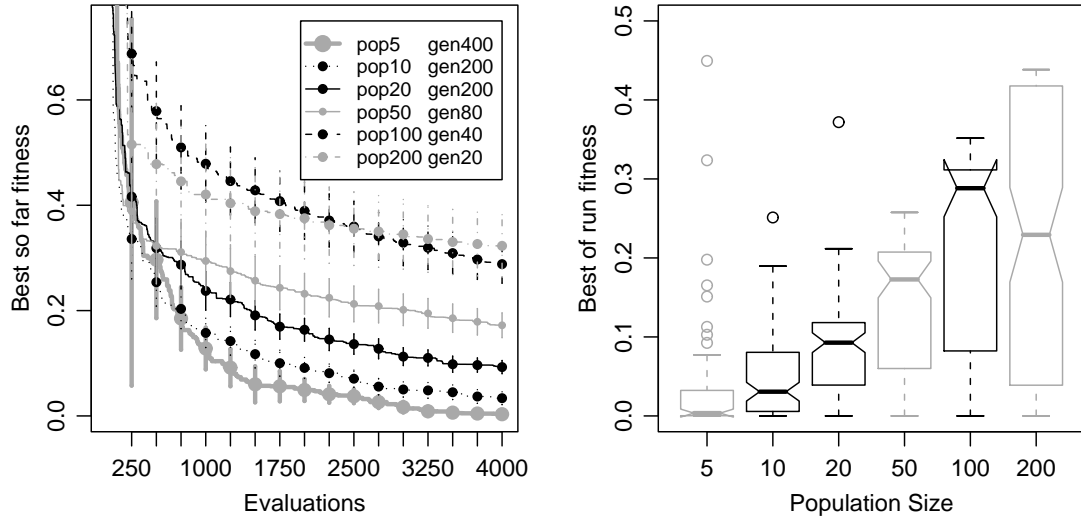 Best so far fitness
0.0
0.2
0.4
0.6
pop5 gen400
pop10 gen200
pop20 gen200
pop50 gen80
pop100 gen40
pop200 gen20
250 1000 1750 2500 3250 4000
Evaluations
Best of run fitness
0.0
0.1
0.2
0.3
0.4
0.5
5 10 20 50 100 200
Population Size